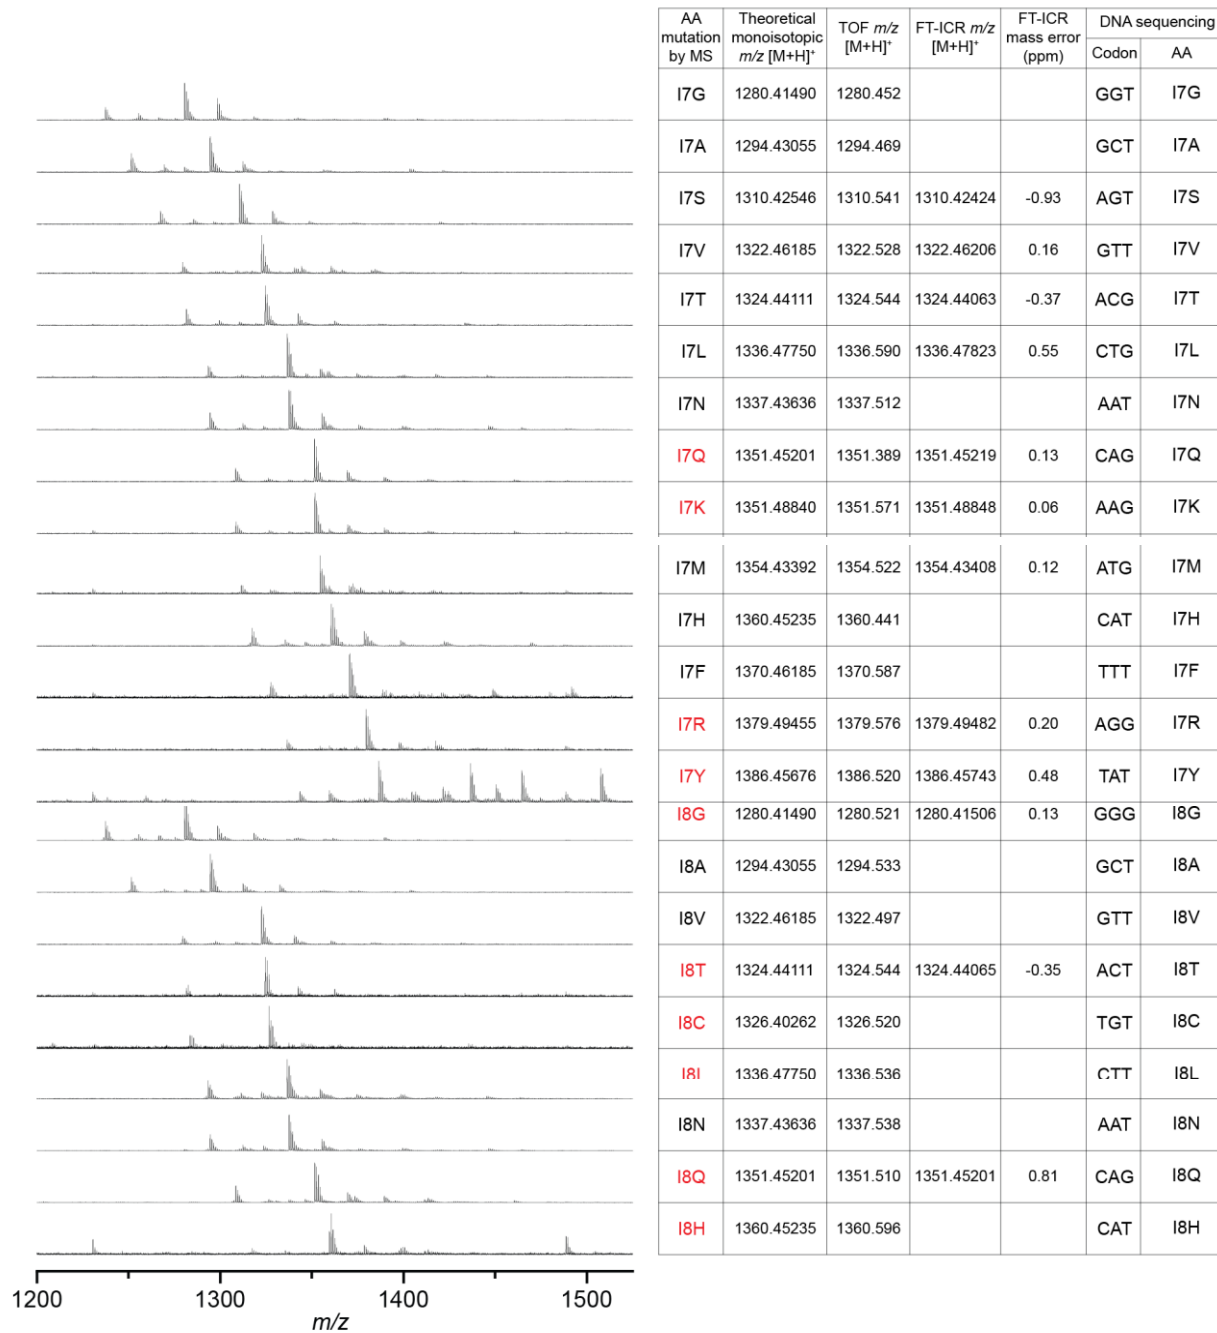 AA mutation by MS Theoretical monoisotopic m/z [M+H]+ TOF m/z [M+H]+ FT-ICR m/z [M+H]+ FT-ICR mass error (ppm) DNA sequencing
Codon AA
I7G 1280.41490 1280.452 GGT I7G
I7A 1294.43055 1294.469 GCT I7A
I7S 1310.42546 1310.541 1310.42424 -0.93 AGT I7S
I7V 1322.46185 1322.528 1322.46206 0.16 GTT I7V
I7T 1324.44111 1324.544 1324.44063 -0.37 ACG I7T
I7L 1336.47750 1336.590 1336.47823 0.55 CTG I7L
I7N 1337.43636 1337.512 AAT I7N
I7Q 1351.45201 1351.389 1351.45219 0.13 CAG I7Q
I7K 1351.48840 1351.571 1351.48848 0.06 AAG I7K
I7M 1354.43392 1354.522 1354.43408 0.12 ATG I7M
I7H 1360.45235 1360.441 CAT I7H
I7F 1370.46185 1370.587 TTT I7F
I7R 1379.49455 1379.576 1379.49482 0.20 AGG I7R
I7Y 1386.45676 1386.520 1386.45743 0.48 TAT I7Y
I8G 1280.41490 1280.521 1280.41506 0.13 GGG I8G
I8A 1294.43055 1294.533 GCT I8A
I8V 1322.46185 1322.497 GTT I8V
I8T 1324.44111 1324.544 1324.44065 -0.35 ACT I8T
I8C 1326.40262 1326.520 TGT I8C
I8L 1336.47750 1336.536 CTT I8L
I8N 1337.43636 1337.538 AAT I8N
I8Q 1351.45201 1351.510 1351.45201 0.81 CAG I8Q
I8H 1360.45235 1360.596 CAT I8H
1200 1300 1400 1500
m/z